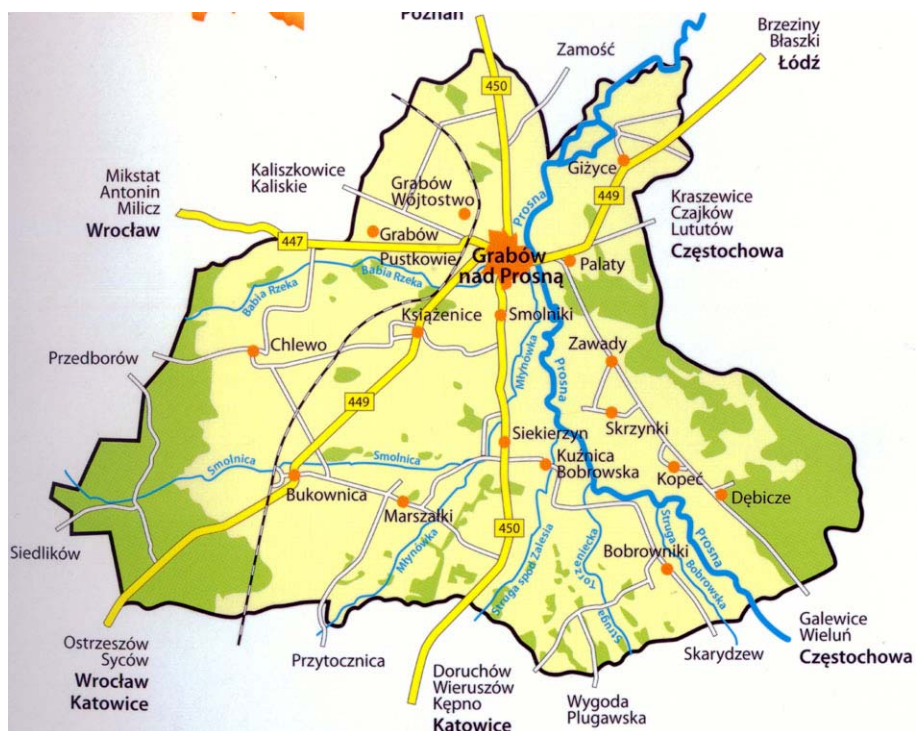 Poznań
Brzeziny
Błaszki
Łódź
Zamość
450
Giżyce
Mikstat
Antonin
Milicz
Wrocław
Kaliszkowice
Kaliskie
Grabów
Wójtostwo
Prosna
449
Kraszewice
Czajków
Lututów
Częstochowa
447
Grabów
Pustkowie
Grabów
nad Prosną
Palaty
Babia Rzeka
Babia Rzeka
Książenice
Smolniki
Przedborów
Chlewo
Młynówka
Prosna
Zawady
449
Skrzynki
Siekierzyn
Smolnica
Smolnica
Kuźnica
Bobrowska
Kopeć
Bukownica
Dębicze
Marszałki
Siedlików
450
Młynówka
Struga spod Zalesia
Torzeniecka
Struga
Struga
Bobrowska
Prosna
Bobrowniki
Ostrzeszów
Syców
Wrocław
Katowice
Przytocznica
Doruchów
Wieruszów
Kępno
Katowice
Wygoda
Plugawska
Skarydzew
Galewice
Wieluń
Częstochowa